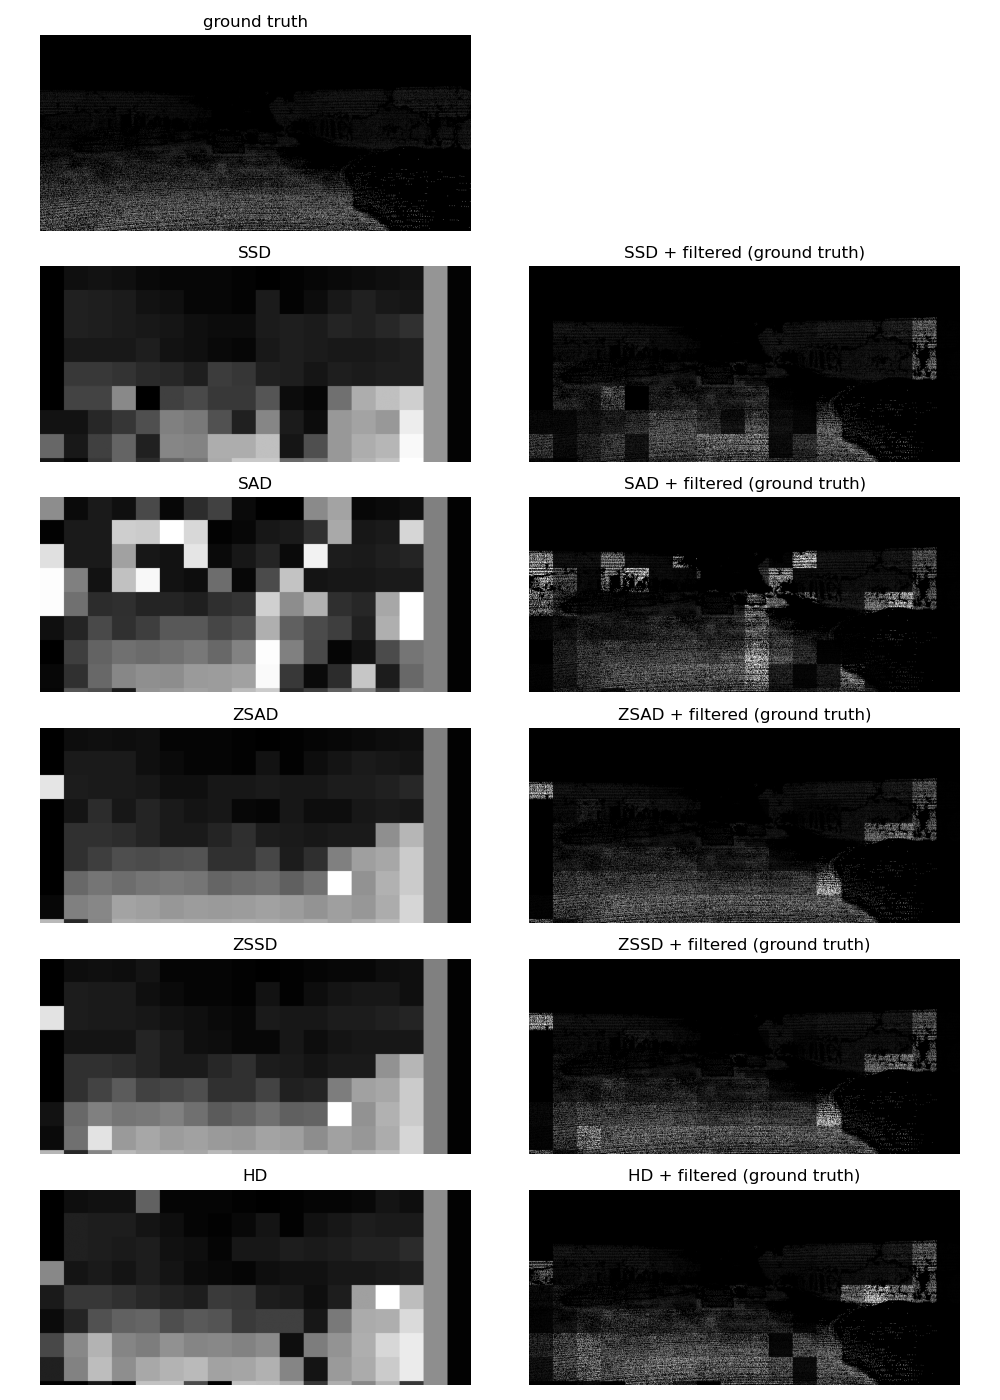 ground truth
SSD
SSD + filtered (ground truth)
SAD
SAD + filtered (ground truth)
ZSAD
ZSAD + filtered (ground truth)
ZSSD
ZSSD + filtered (ground truth)
HD
HD + filtered (ground truth)